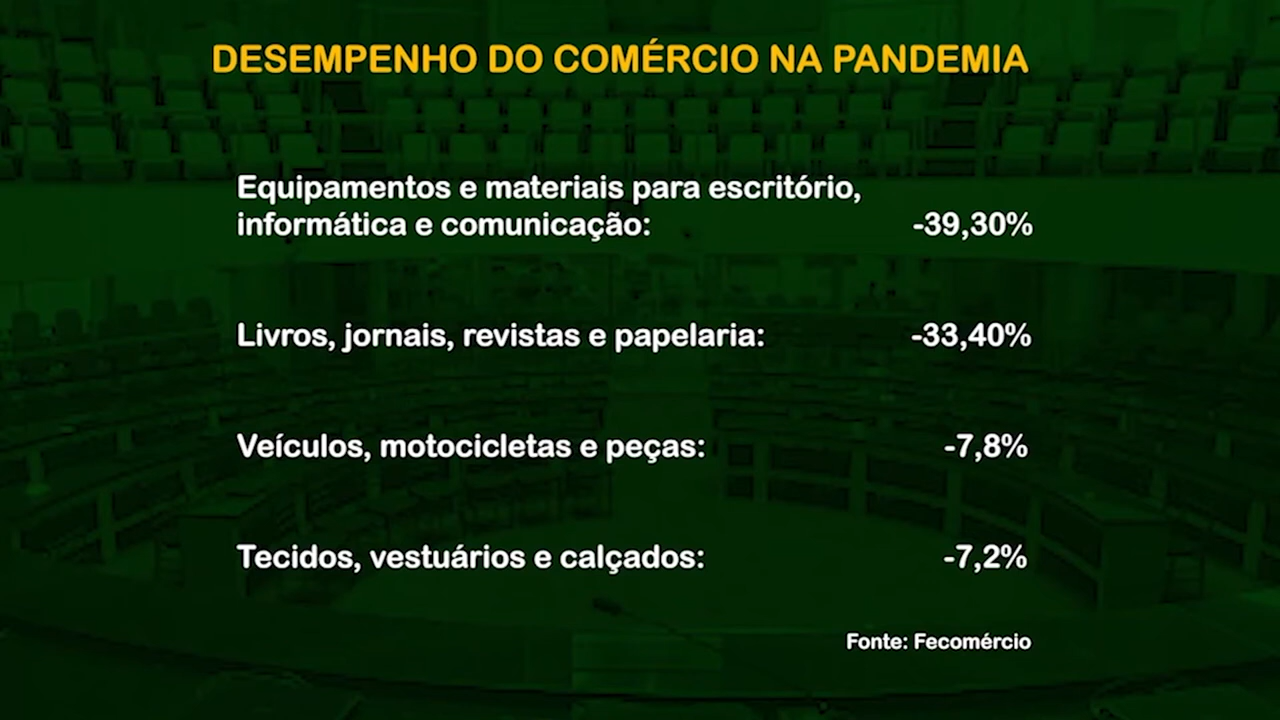 DESEMPENHO DO COMÉRCIO NA PANDEMIA
Equipamentos e materiais para escritório,
informática e comunicação: -39,30%
Livros, jornais, revistas e papelaria: -33,40%
Veículos, motocicletas e peças: -7,8%
Tecidos, vestuários e calçados: -7,2%
Fonte: Fecomércio